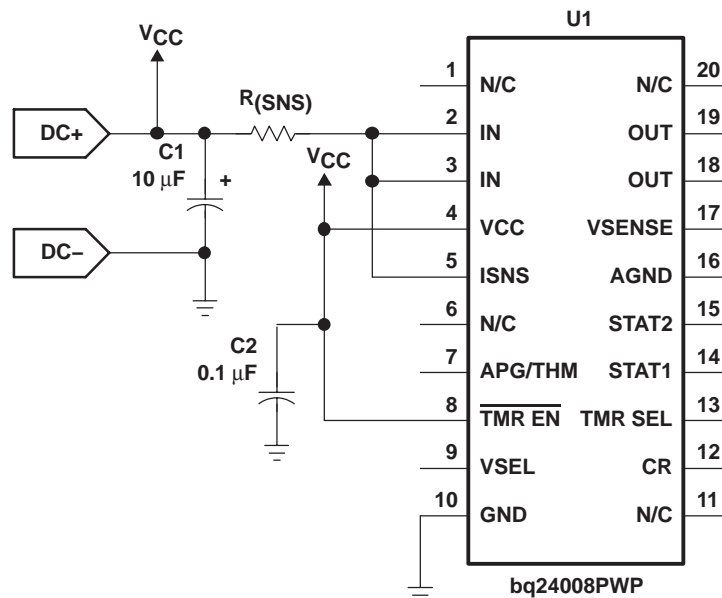 U1
VCC
DC+
R(SNS)
C1
10 μF
+
VCC
DC–
C2
0.1 μF
1 N/C N/C 20
2 IN OUT 19
3 IN OUT 18
4 VCC VSENSE 17
5 ISNS AGND 16
6 N/C STAT2 15
7 APG/THM STAT1 14
8 TMR EN TMR SEL 13
9 VSEL CR 12
10 GND N/C 11
bq24008PWP